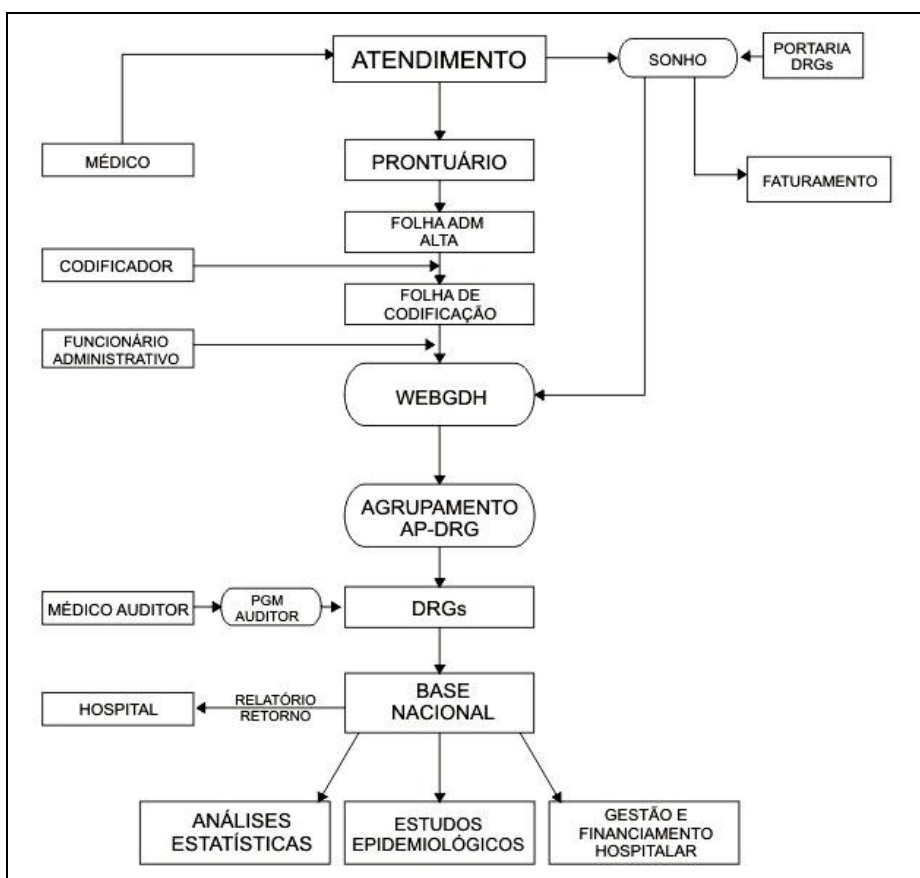 ATENDIMENTO
SONHO
PORTARIA
DRGs
MÉDICO
PRONTUÁRIO
FATURAMENTO
FOLHA ADM
ALTA
CODIFICADOR
FOLHA DE
CODIFICAÇÃO
FUNCIONÁRIO
ADMINISTRATIVO
WEBGDH
AGRUPAMENTO
AP-DRG
MÉDICO AUDITOR
PGM
AUDITOR
DRGs
HOSPITAL
RELATÓRIO
RETORNO
BASE
NACIONAL
ANÁLISES
ESTATÍSTICAS
ESTUDOS
EPIDEMIOLÓGICOS
GESTÃO E
FINANCIAMENTO
HOSPITALAR